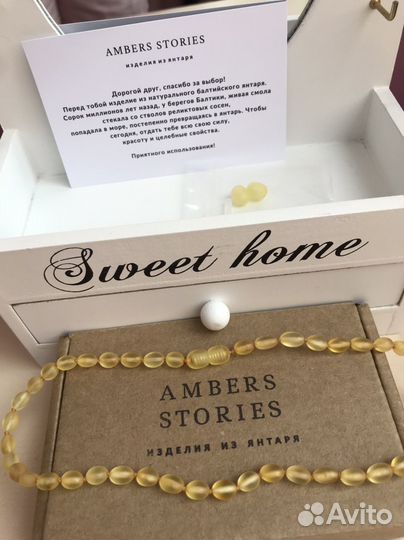 AMBERS STORIES
ИЗДЕЛИЯ ИЗ ЯНТАРЯ
Дорогой друг, спасибо за выбор!
Перед тобой изделие из натурального балтийского янтаря.
Сорок миллионов лет назад, у берегов Балтики, живая смола
стекала со стволов реликтовых сосен,
попадала в море, постепенно превращаясь в янтарь. Чтобы
сегодня, отдать тебе всю свою силу,
красоту и целебные свойства.
Приятного использования!
Sweet home
AMBERS
STORIES
ИЗДЕЛИЯ ИЗ ЯНТАРЯ
Avito